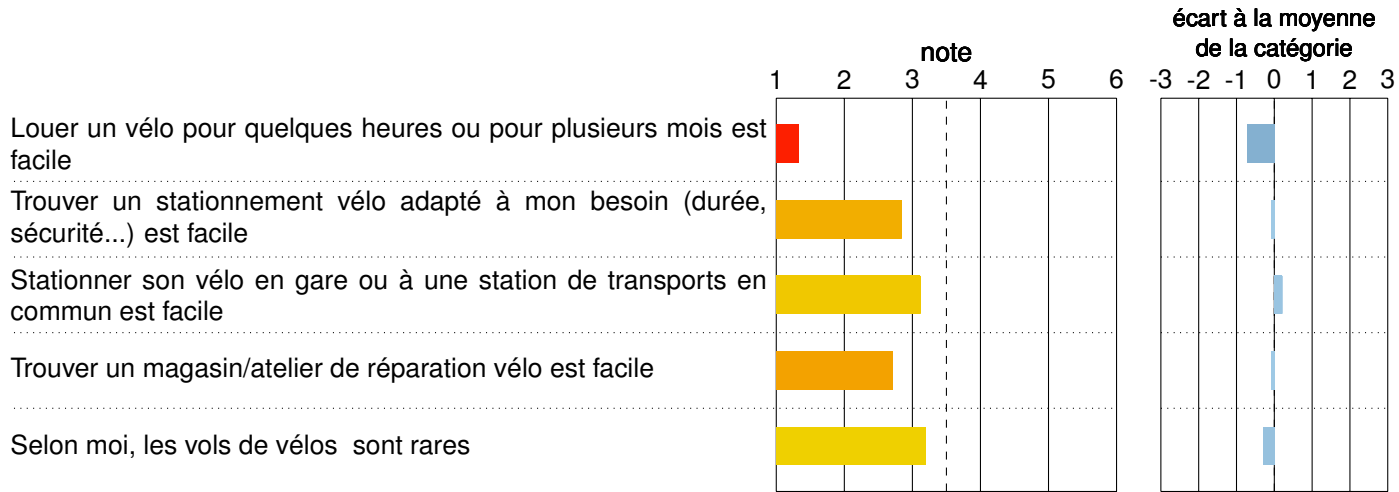 écart à la moyenne
de la catégorie
note
1 2 3 4 5 6
-3 -2 -1 0 1 2 3
Louer un vélo pour quelques heures ou pour plusieurs mois est
facile
Trouver un stationnement vélo adapté à mon besoin (durée,
sécurité...) est facile
Stationner son vélo en gare ou à une station de transports en
commun est facile
Trouver un magasin/atelier de réparation vélo est facile
Selon moi, les vols de vélos sont rares